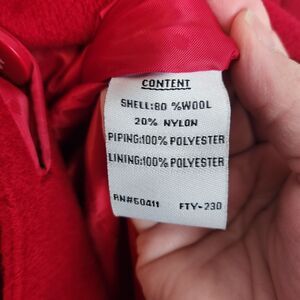 CONTENT
SHELL:80 %WOOL
20% NYLON
PIPING:100% POLYESTER
LINING:100% POLYESTER
RN#60411 FTY-230